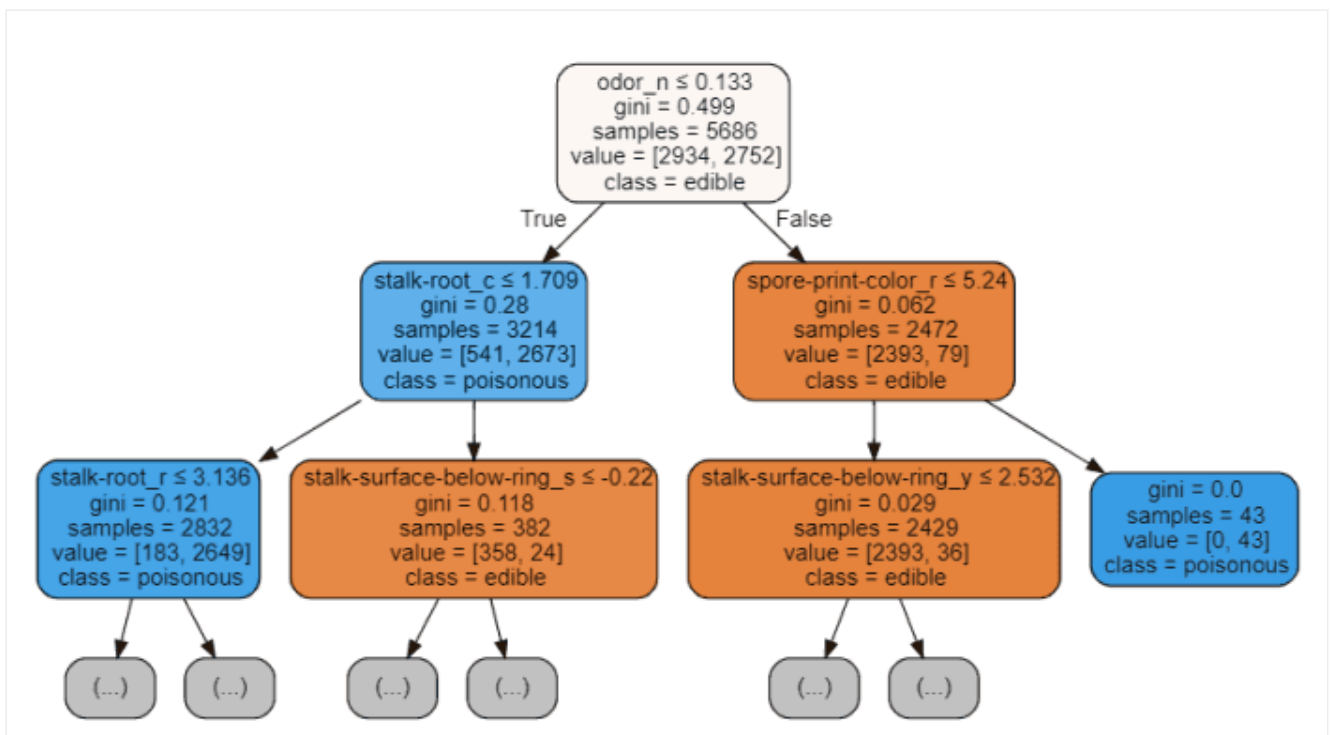 odor_n ≤ 0.133
gini = 0.499
samples = 5686
value = [2934, 2752]
class = edible
True
False
stalk-root_c ≤ 1.709
gini = 0.28
samples = 3214
value = [541, 2673]
class = poisonous
spore-print-color_r ≤ 5.24
gini = 0.062
samples = 2472
value = [2393, 79]
class = edible
stalk-root_r ≤ 3.136
gini = 0.121
samples = 2832
value = [183, 2649]
class = poisonous
stalk-surface-below-ring_s ≤ -0.22
gini = 0.118
samples = 382
value = [358, 24]
class = edible
stalk-surface-below-ring_y ≤ 2.532
gini = 0.029
samples = 2429
value = [2393, 36]
class = edible
gini = 0.0
samples = 43
value = [0, 43]
class = poisonous
(...)
(...)
(...)
(...)
(...)
(...)